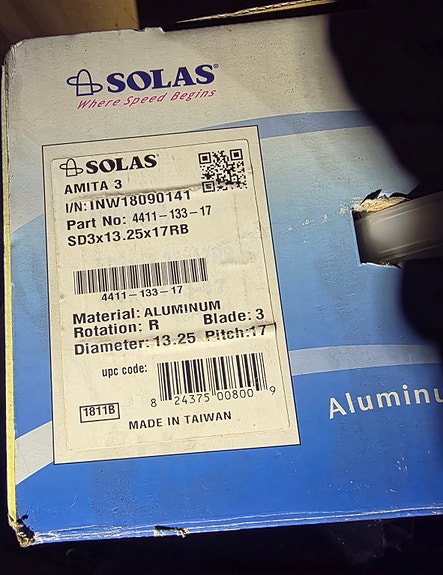 SOLAS®
Where Speed Begins
SOLAS®
AMITA 3
I/N: INW18090141
Part No: 4411-133-17
SD3x13.25x17RB
4411-133-17
Material: ALUMINUM
Rotation: R Blade: 3
Diameter: 13.25 Pitch: 17
upc code:
8 24375 00800 9
1811B
MADE IN TAIWAN
Aluminu